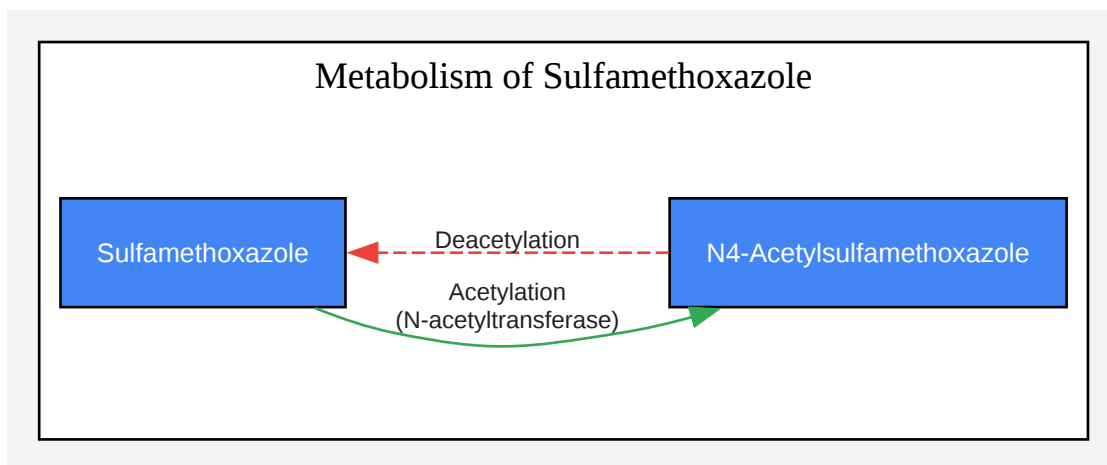 Metabolism of Sulfamethoxazole
Sulfamethoxazole
Deacetylation
N4-Acetylsulfamethoxazole
Acetylation
(N-acetyltransferase)